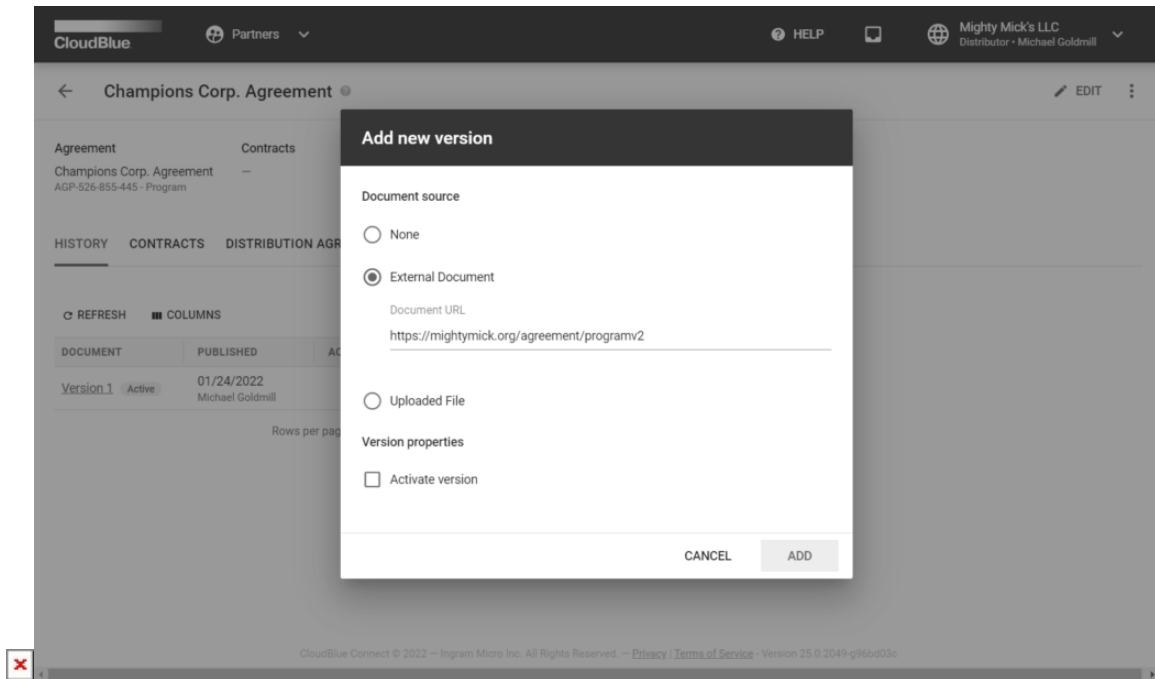 CloudBlue
Partners
HELP
Mighty Mick's LLC
Distributor • Michael Goldmill
Champions Corp. Agreement
EDIT
Agreement
Contracts
Champions Corp. Agreement
—
AGP-526-855-445 - Program
HISTORY CONTRACTS DISTRIBUTION AGR
REFRESH COLUMNS
DOCUMENT PUBLISHED AC
Version 1 Active 01/24/2022
Michael Goldmill
Rows per pag
Add new version
Document source
None
External Document
Document URL
https://mightymick.org/agreement/programv2
Uploaded File
Version properties
Activate version
CANCEL ADD
CloudBlue Connect © 2022 — Ingram Micro Inc. All Rights Reserved. — Privacy | Terms of Service - Version 25.0.2049-g96bd03c